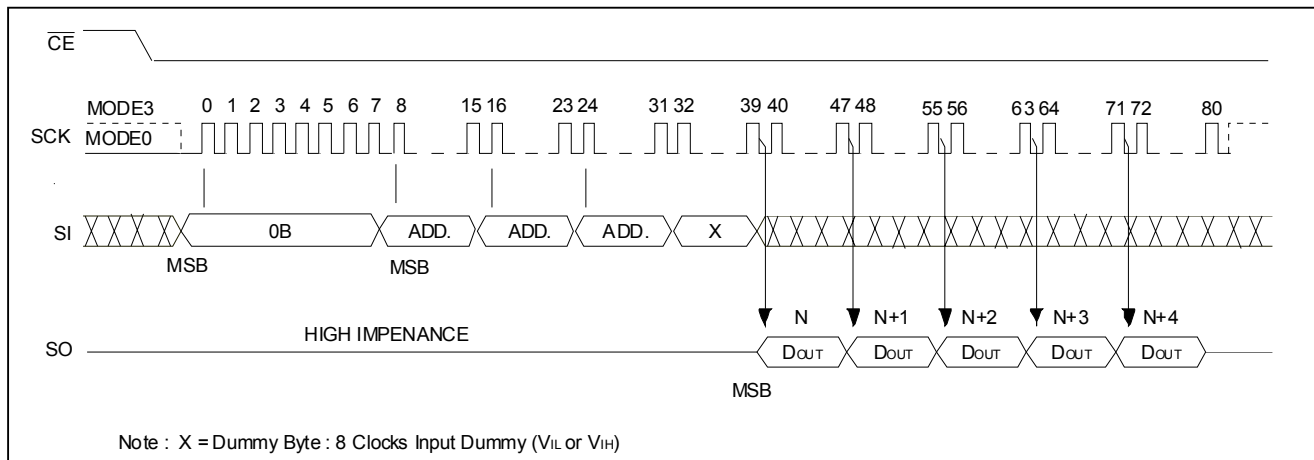 CE
MODE3 0 1 2 3 4 5 6 7 8 15 16 23 24 31 32 39 40 47 48 55 56 63 64 71 72 80
SCK MODE0
SI 0B ADD. ADD. ADD. X
MSB MSB
N N+1 N+2 N+3 N+4
HIGH IMPENANCE
SO DOUT DOUT DOUT DOUT DOUT
MSB
Note : X = Dummy Byte : 8 Clocks Input Dummy (VIL or VIH)